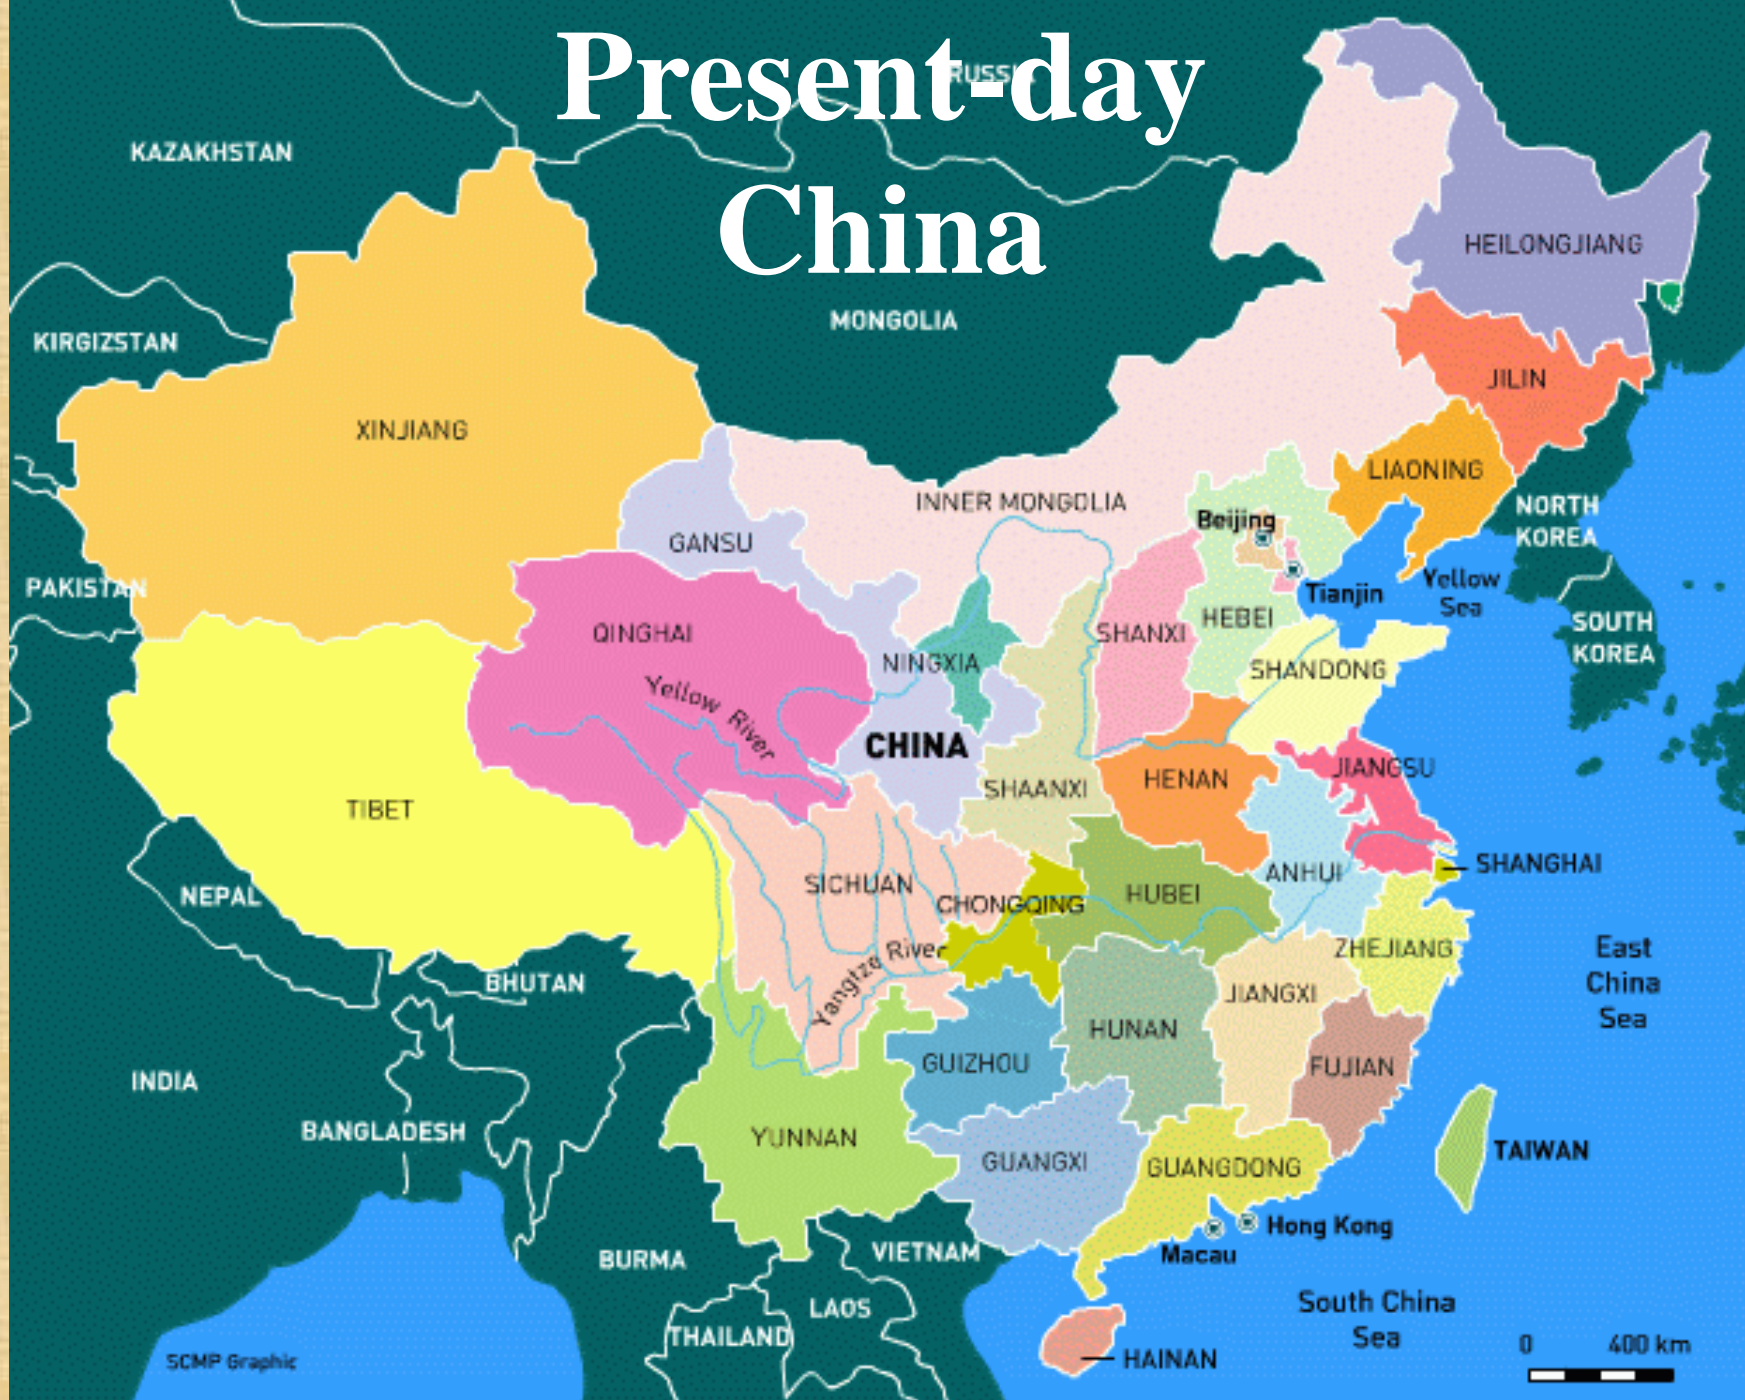 Present-day
China
RUSSIA
KAZAKHSTAN
HEILONGJIANG
MONGOLIA
KIRGIZSTAN
JILIN
XINJIANG
LIAONING
INNER MONGOLIA
NORTH
KOREA
Beijing
GANSU
Yellow
Sea
PAKISTAN
Tianjin
HEBEI
SOUTH
KOREA
QINGHAI
SHANXI
NINGXIA
SHANDONG
Yellow River
CHINA
JIANGSU
HENAN
SHAANXI
TIBET
SHANGHAI
ANHUI
SICHUAN
HUBEI
NEPAL
CHONGQING
ZHEJIANG
East
China
Sea
Yangtze River
BHUTAN
JIANGXI
HUNAN
GUIZHOU
FUJIAN
INDIA
BANGLADESH
YUNNAN
TAIWAN
GUANGXI
GUANGDONG
Hong Kong
Macau
BURMA
VIETNAM
LAOS
South China
Sea
THAILAND
0 400 km
SCMP Graphic
HAINAN